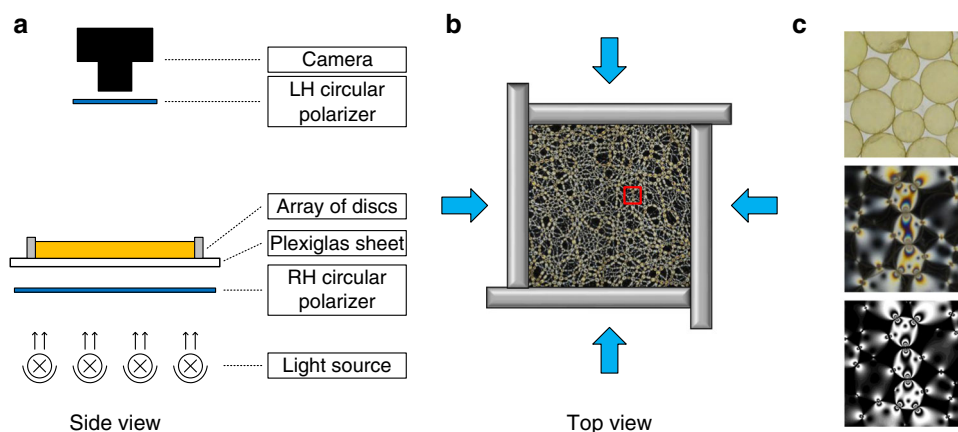 a
b
c
Camera
LH circular
polarizer
Array of discs
Plexiglas sheet
RH circular
polarizer
Light source
Side view
Top view